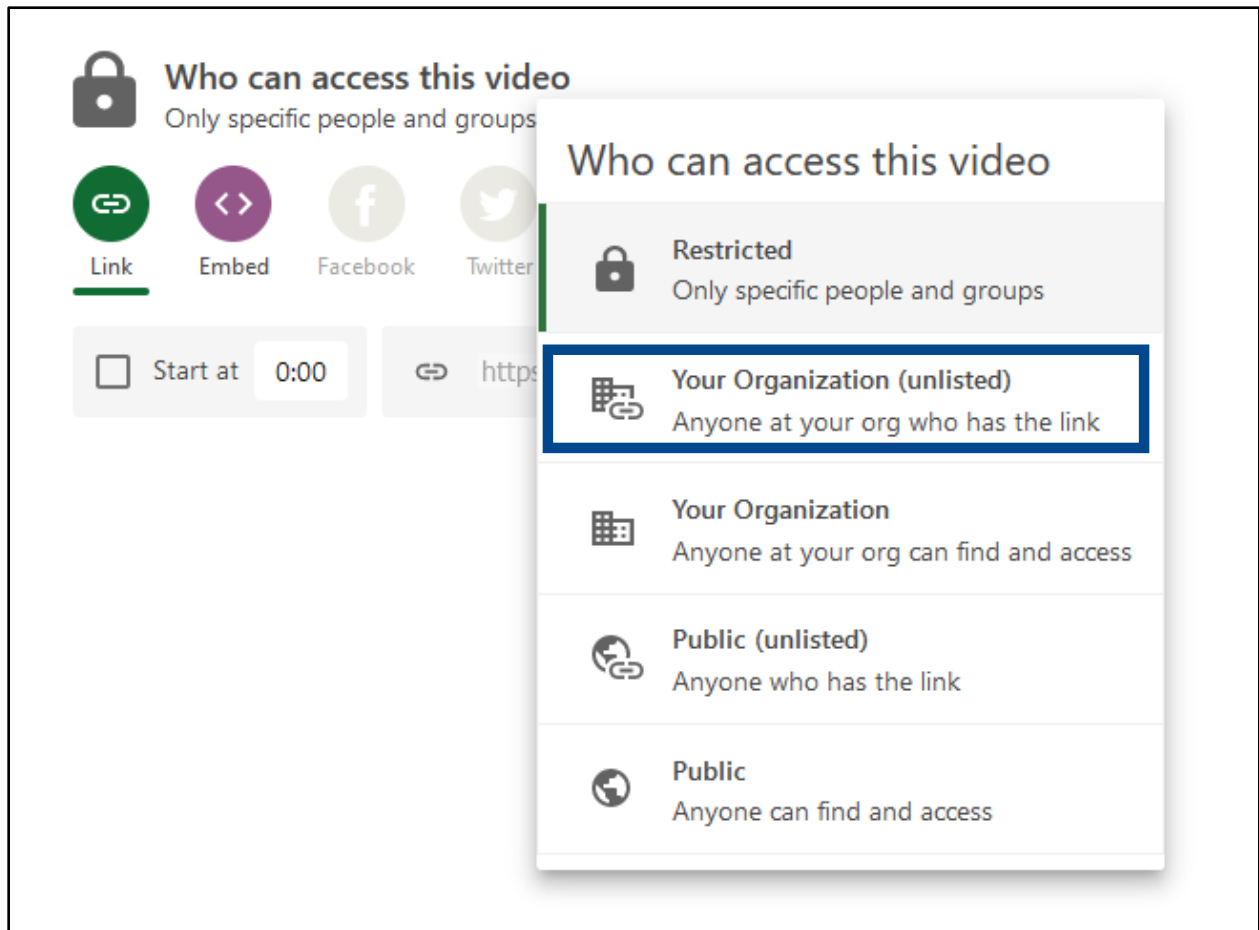 Who can access this video
Only specific people and groups
Link
Embed
Facebook
Twitter
Start at
0:00
https
Who can access this video
Restricted
Only specific people and groups
Your Organization (unlisted)
Anyone at your org who has the link
Your Organization
Anyone at your org can find and access
Public (unlisted)
Anyone who has the link
Public
Anyone can find and access